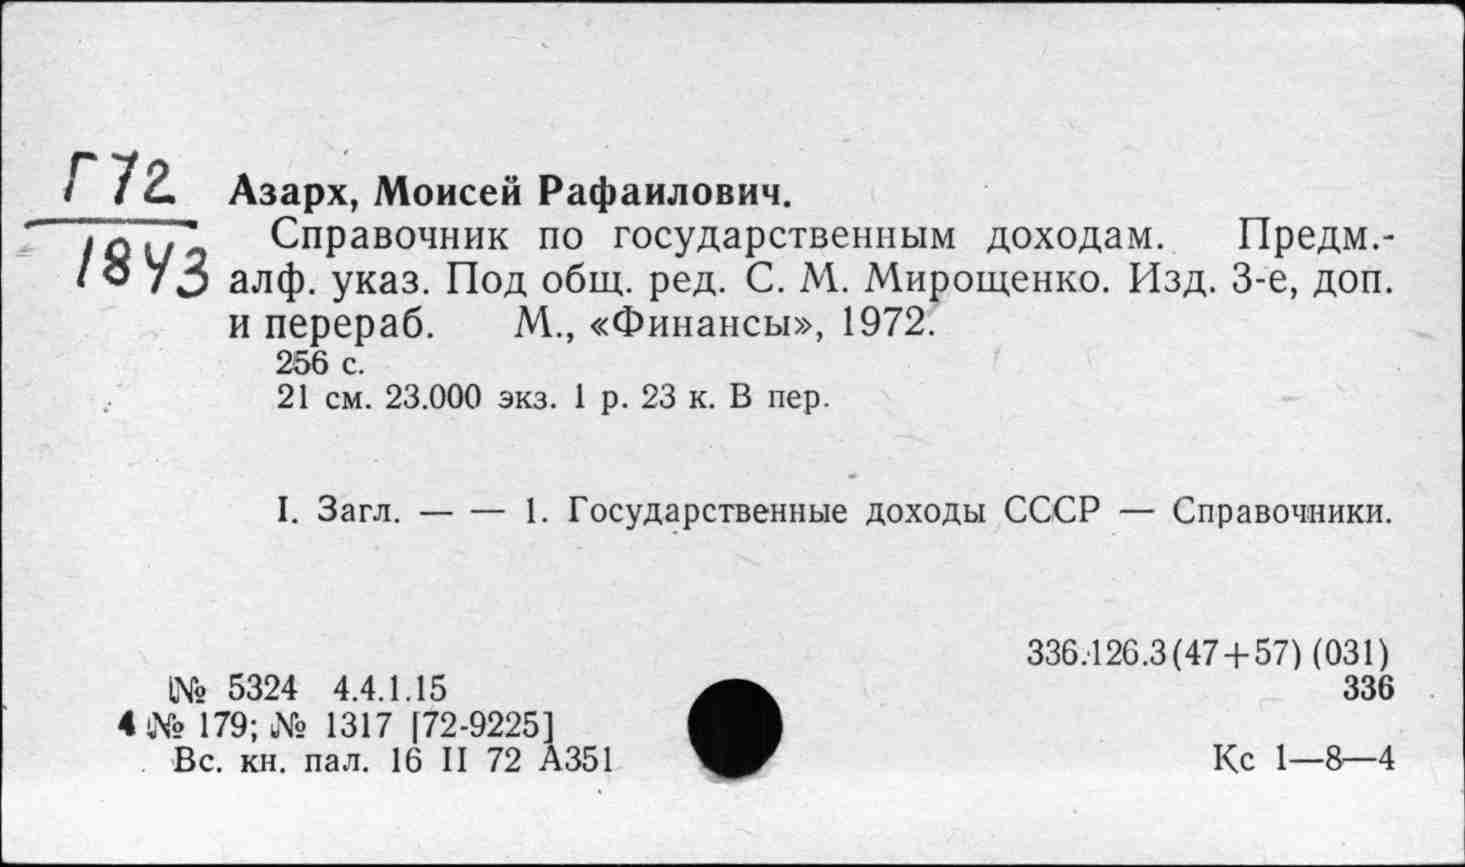 Г72
1843
Азарх, Моисей Рафаилович.
Справочник по государственным доходам. Предм.-
алф. указ. Под общ. ред. С. М. Мирощенко. Изд. 3-е, доп.
и перераб. М., «Финансы», 1972.
256 с.
21 см. 23.000 экз. 1 р. 23 к. В пер.
I. Загл. — — 1. Государственные доходы СССР — Справочники.
336.126.3(47+57) (031)
№ 5324 4.4.1.15
336
4 № 179; № 1317 [72-9225]
Вс. кн. пал. 16 II 72 А351
Кс 1—8—4